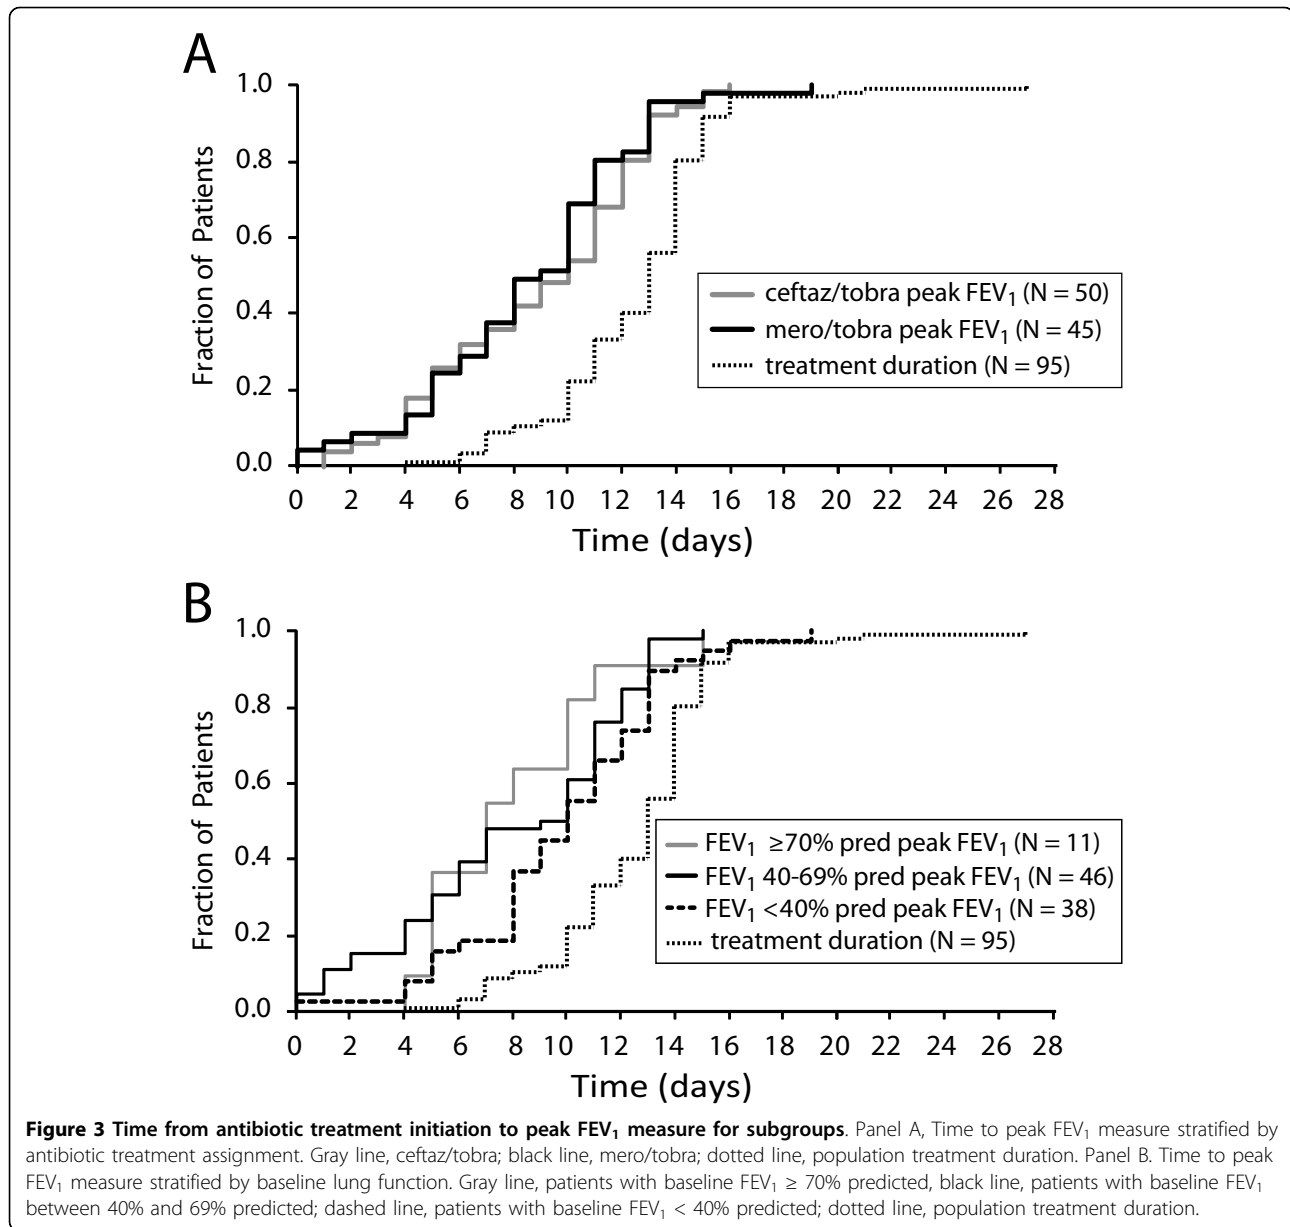 A
1.0
0.8
0.6
0.4
0.2
0.0
Fraction of Patients
ceftaz/tobra peak FEV1 (N = 50)
mero/tobra peak FEV1 (N = 45)
treatment duration (N = 95)
0 2 4 6 8 10 12 14 16 18 20 22 24 26 28
Time (days)
B
1.0
0.8
0.6
0.4
0.2
0.0
Fraction of Patients
FEV1 ≥70% pred peak FEV1 (N = 11)
FEV1 40-69% pred peak FEV1 (N = 46)
FEV1 <40% pred peak FEV1 (N = 38)
treatment duration (N = 95)
0 2 4 6 8 10 12 14 16 18 20 22 24 26 28
Time (days)
Figure 3 Time from antibiotic treatment initiation to peak FEV1 measure for subgroups. Panel A, Time to peak FEV1 measure stratified by
antibiotic treatment assignment. Gray line, ceftaz/tobra; black line, mero/tobra; dotted line, population treatment duration. Panel B. Time to peak
FEV1 measure stratified by baseline lung function. Gray line, patients with baseline FEV1 ≥ 70% predicted, black line, patients with baseline FEV1
between 40% and 69% predicted; dashed line, patients with baseline FEV1 < 40% predicted; dotted line, population treatment duration.